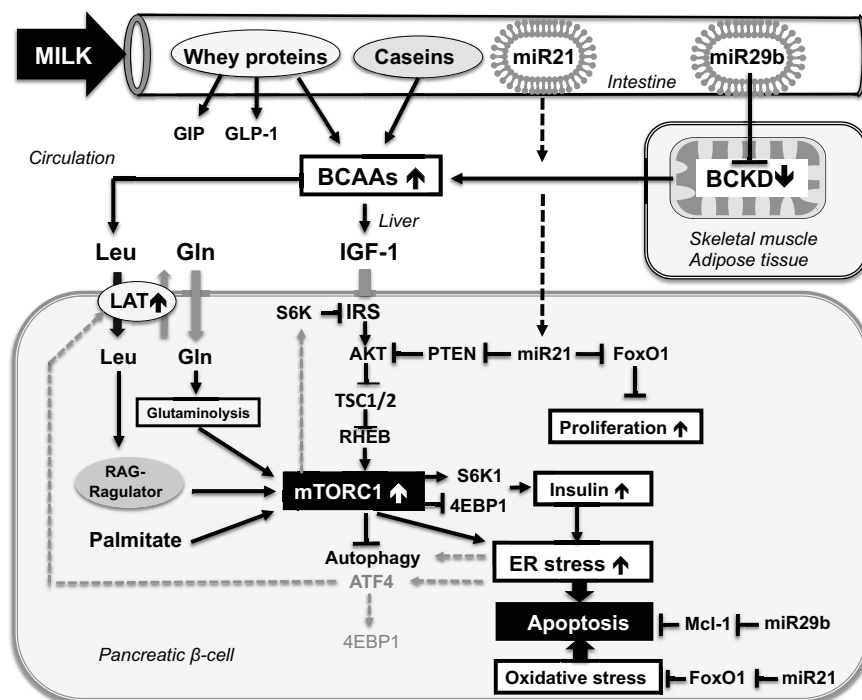 MILK
Whey proteins
Caseins
miR21
miR29b
Intestine
GIP
GLP-1
Circulation
BCAAs
BCKD
Liver
Skeletal muscle
Adipose tissue
Leu
Gln
IGF-1
LAT
S6K
IRS
Leu
Gln
AKT
PTEN
miR21
FoxO1
Glutaminolysis
TSC1/2
Proliferation
RHEB
RAG-
Ragulator
mTORC1
S6K1
4EBP1
Insulin
Palmitate
Autophagy
ER stress
ATF4
4EBP1
Apoptosis
Mcl-1
miR29b
Pancreatic β-cell
Oxidative stress
FoxO1
miR21